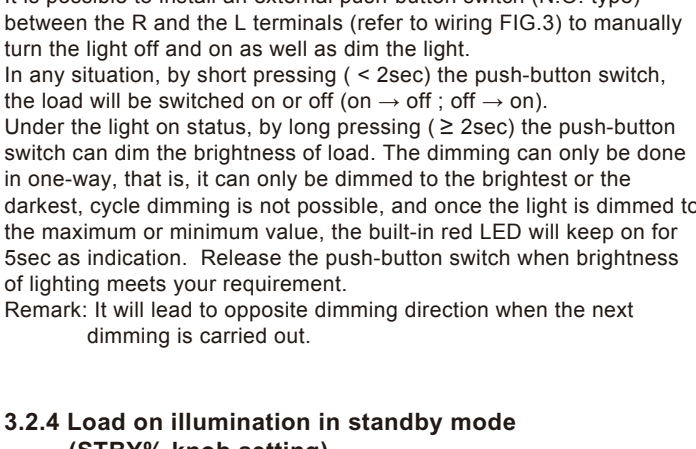 It is possible to install an external push-button switch (N.O. type)
between the R and the L terminals (refer to wiring FIG.3) to manually
turn the light off and on as well as dim the light.
In any situation, by short pressing ( < 2sec) the push-button switch,
the load will be switched on or off (on → off ; off → on).
Under the light on status, by long pressing ( ≥ 2sec) the push-button
switch can dim the brightness of load. The dimming can only be done
in one-way, that is, it can only be dimmed to the brightest or the
darkest, cycle dimming is not possible, and once the light is dimmed to
the maximum or minimum value, the built-in red LED will keep on for
5sec as indication. Release the push-button switch when brightness
of lighting meets your requirement.
Remark: It will lead to opposite dimming direction when the next
dimming is carried out.
3.2.4 Load on illumination in standby mode
(STBY% knob setting)